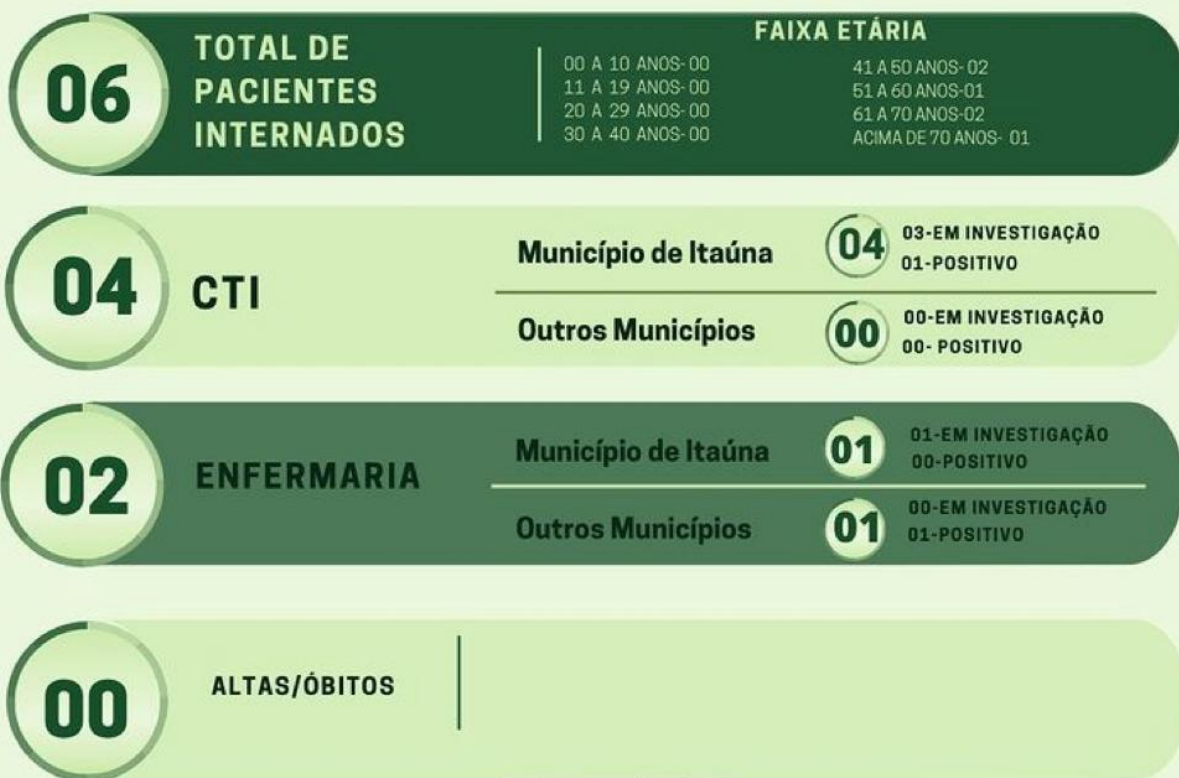 06
TOTAL DE
PACIENTES
INTERNADOS
FAIXA ETÁRIA
00 A 10 ANOS- 00
11 A 19 ANOS- 00
20 A 29 ANOS- 00
30 A 40 ANOS- 00
41 A 50 ANOS- 02
51 A 60 ANOS-01
61 A 70 ANOS-02
ACIMA DE 70 ANOS- 01
04
CTI
Município de Itaúna
04
03-EM INVESTIGAÇÃO
01-POSITIVO
Outros Municípios
00
00-EM INVESTIGAÇÃO
00- POSITIVO
02
ENFERMARIA
Município de Itaúna
01
01-EM INVESTIGAÇÃO
00-POSITIVO
Outros Municípios
01
00-EM INVESTIGAÇÃO
01-POSITIVO
00
ALTAS/ÓBITOS